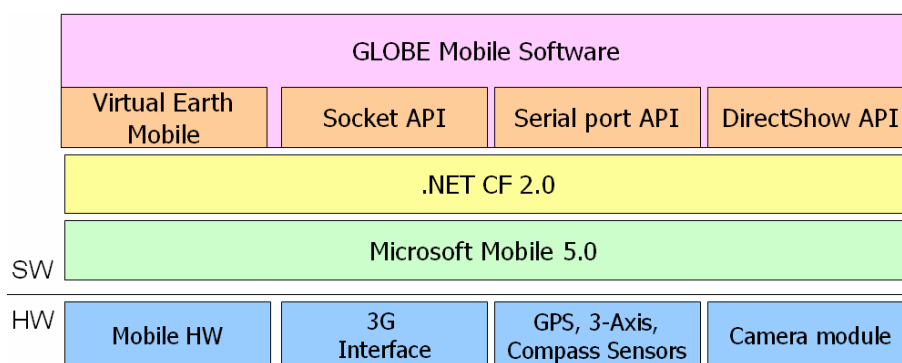 GLOBE Mobile Software
Virtual Earth
Mobile
Socket API
Serial port API
DirectShow API
.NET CF 2.0
Microsoft Mobile 5.0
SW
HW
Mobile HW
3G
Interface
GPS, 3-Axis,
Compass Sensors
Camera module